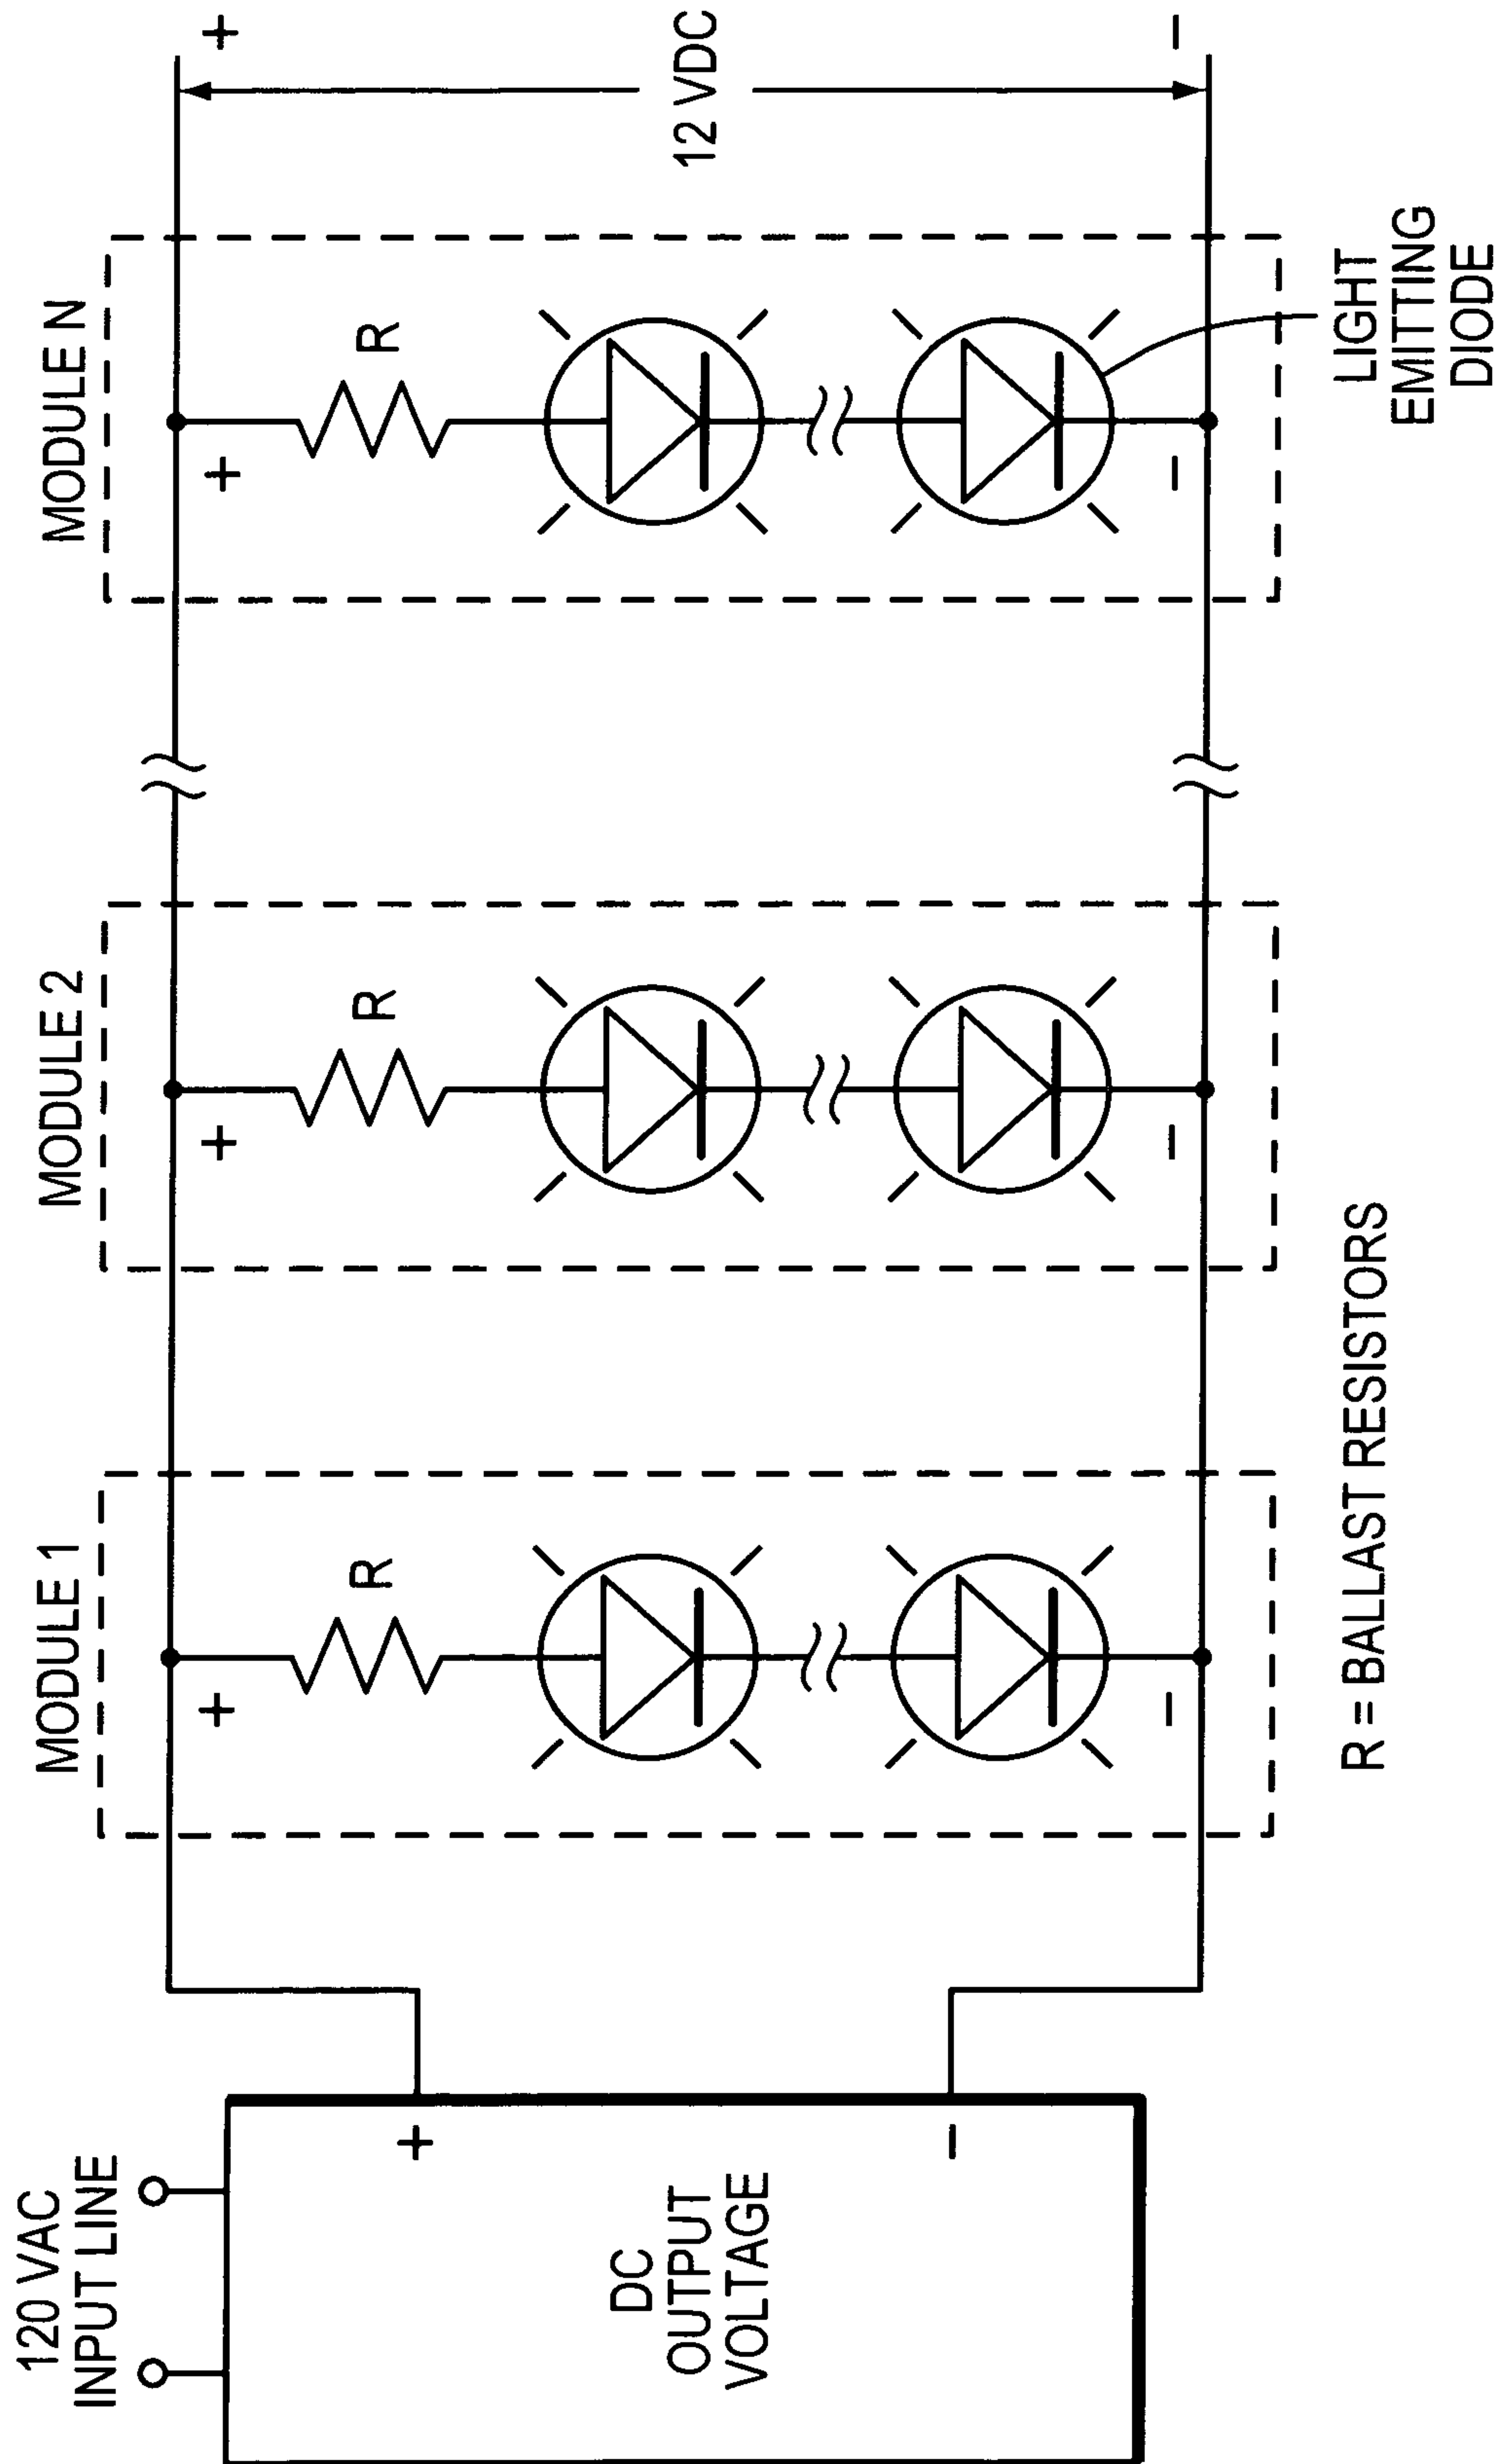 120 VAC
INPUT LINE
DC
OUTPUT
VOLTAGE
+
−
MODULE 1
+
R
−
MODULE 2
+
R
−
MODULE N
+
R
−
+
12 VDC
−
LIGHT
EMITTING
DIODE
R = BALLAST RESISTORS